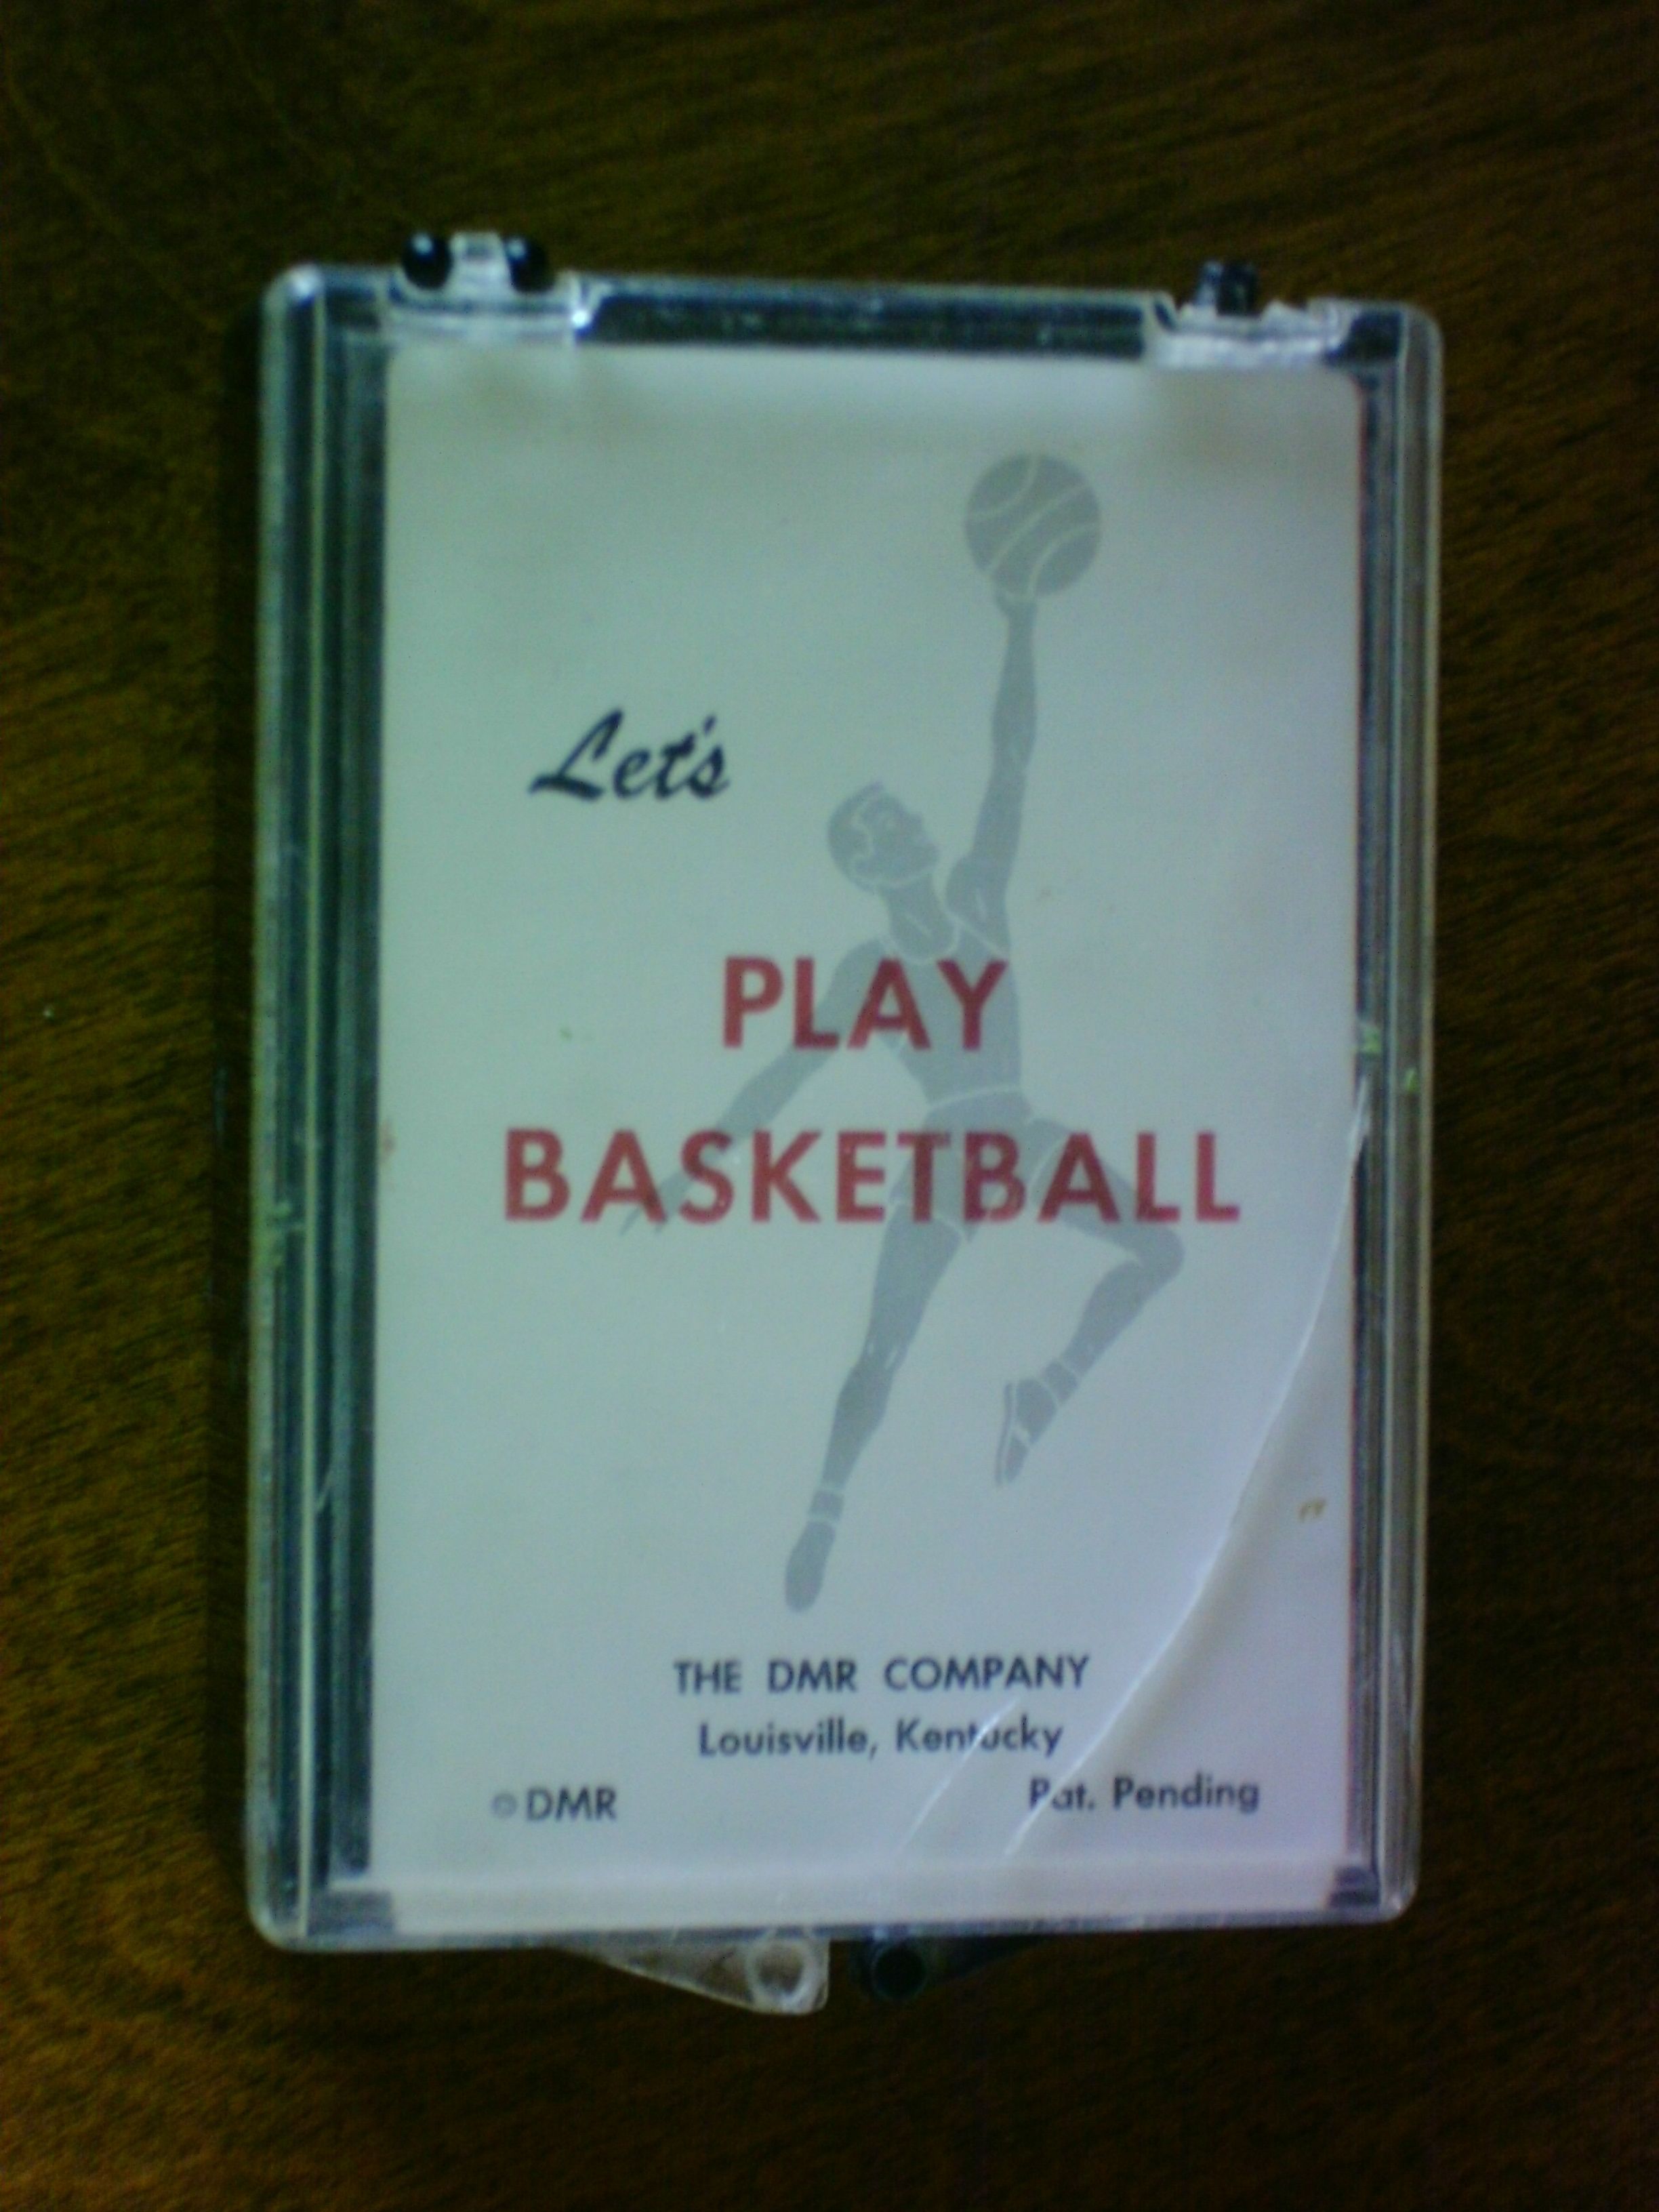 Let's
PLAY
BASKETBALL
THE DMR COMPANY
Louisville, Kentucky
© DMR
Pat. Pending